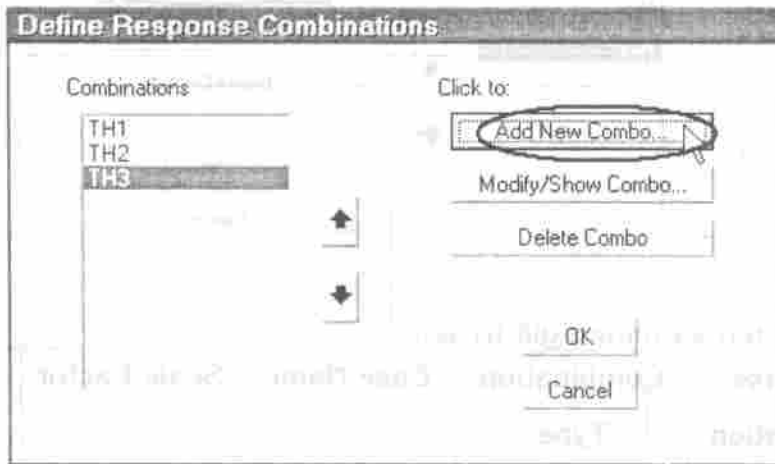 Define Response Combinations
Combinations
TH1
TH2
TH3
Click to:
Add New Combo...
Modify/Show Combo...
Delete Combo
OK
Cancel